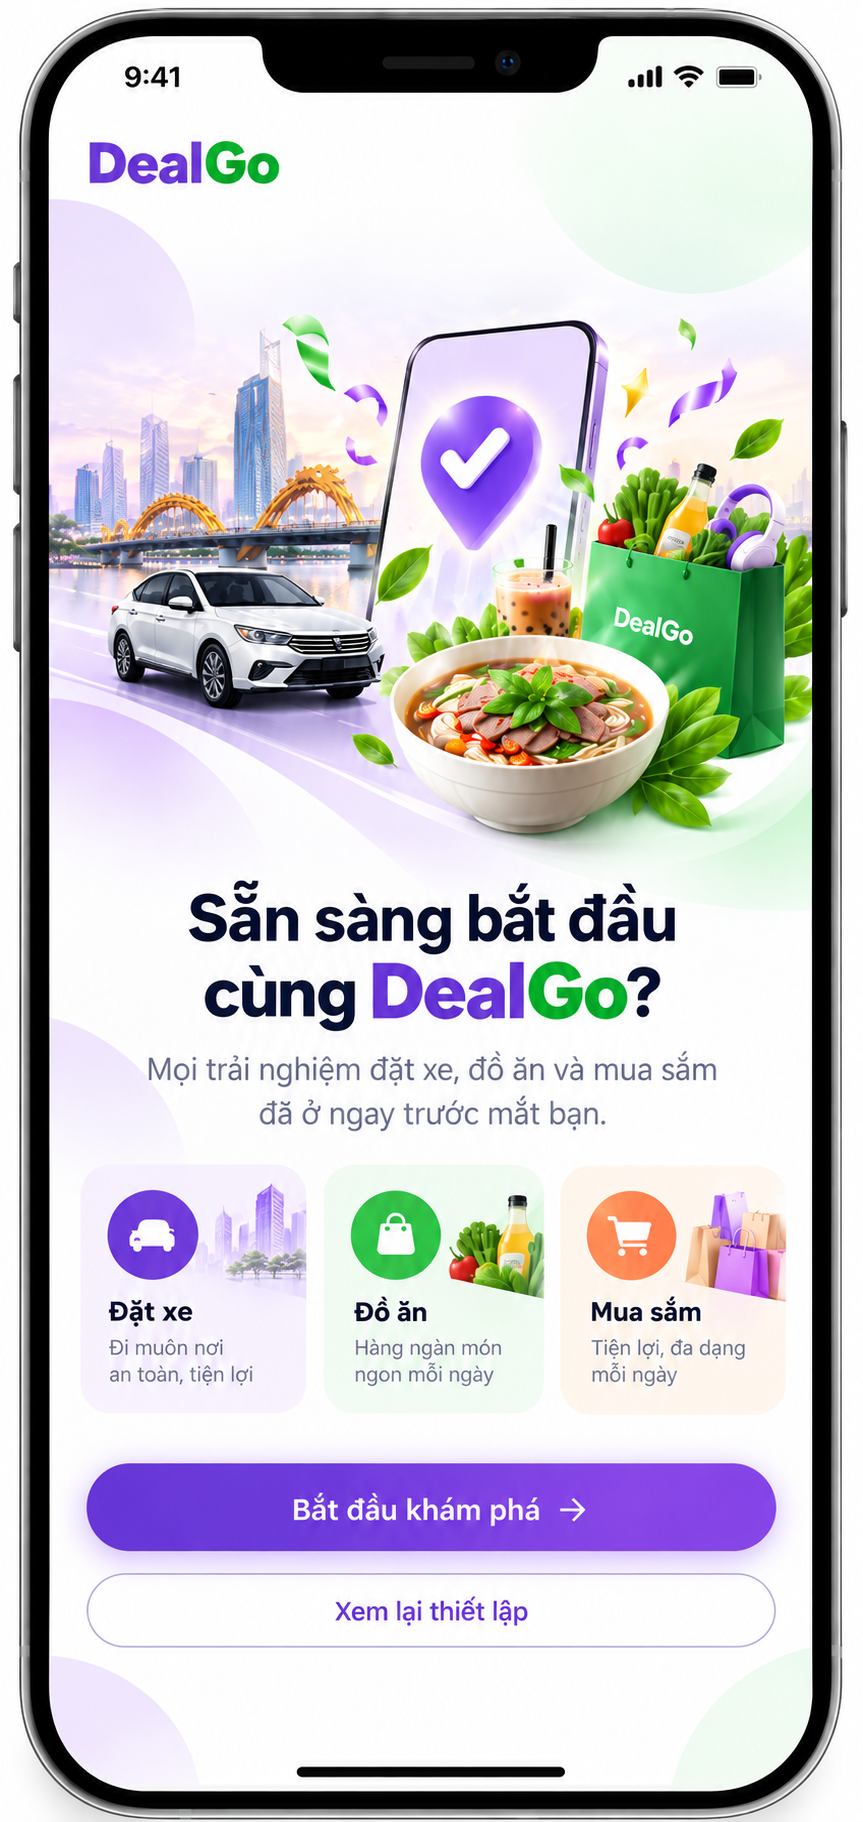 9:41
DealGo
DealGo
Sẵn sàng bắt đầu
cùng DealGo?
Mọi trải nghiệm đặt xe, đồ ăn và mua sắm
đã ở ngay trước mắt bạn.
Đặt xe
Đi muôn nơi
an toàn, tiện lợi
Đồ ăn
Hàng ngàn món
ngon mỗi ngày
Mua sắm
Tiện lợi, đa dạng
mỗi ngày
Bắt đầu khám phá →
Xem lại thiết lập